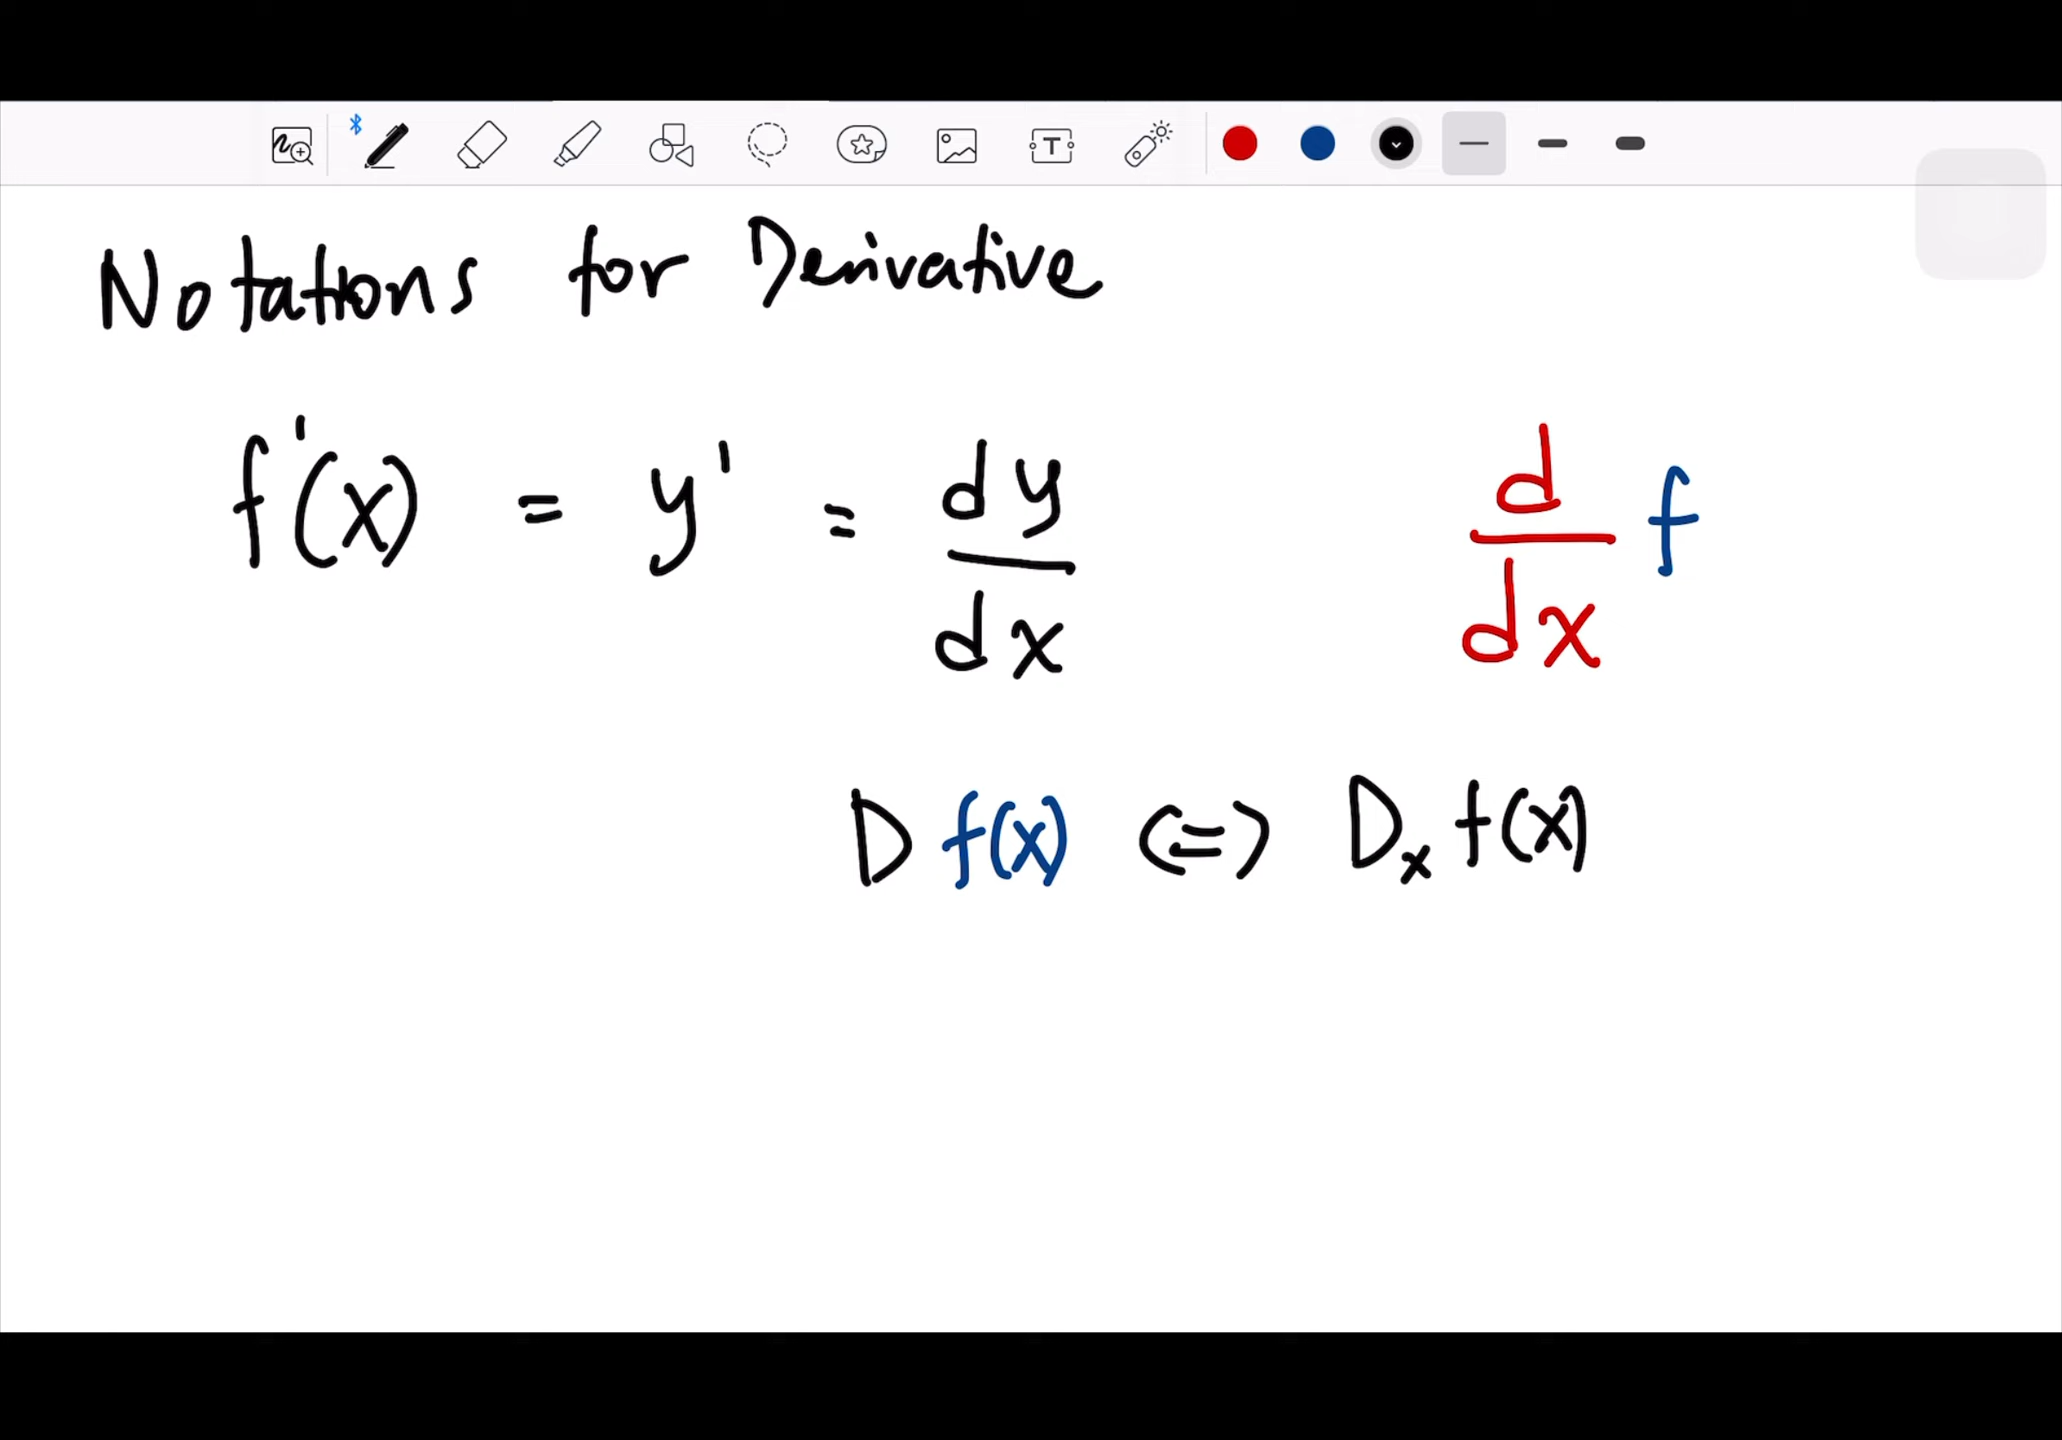 Notations for Derivative
f'(x) = y' = dy/dx d/dx f
D f(x) <=> Dₓ f(x)